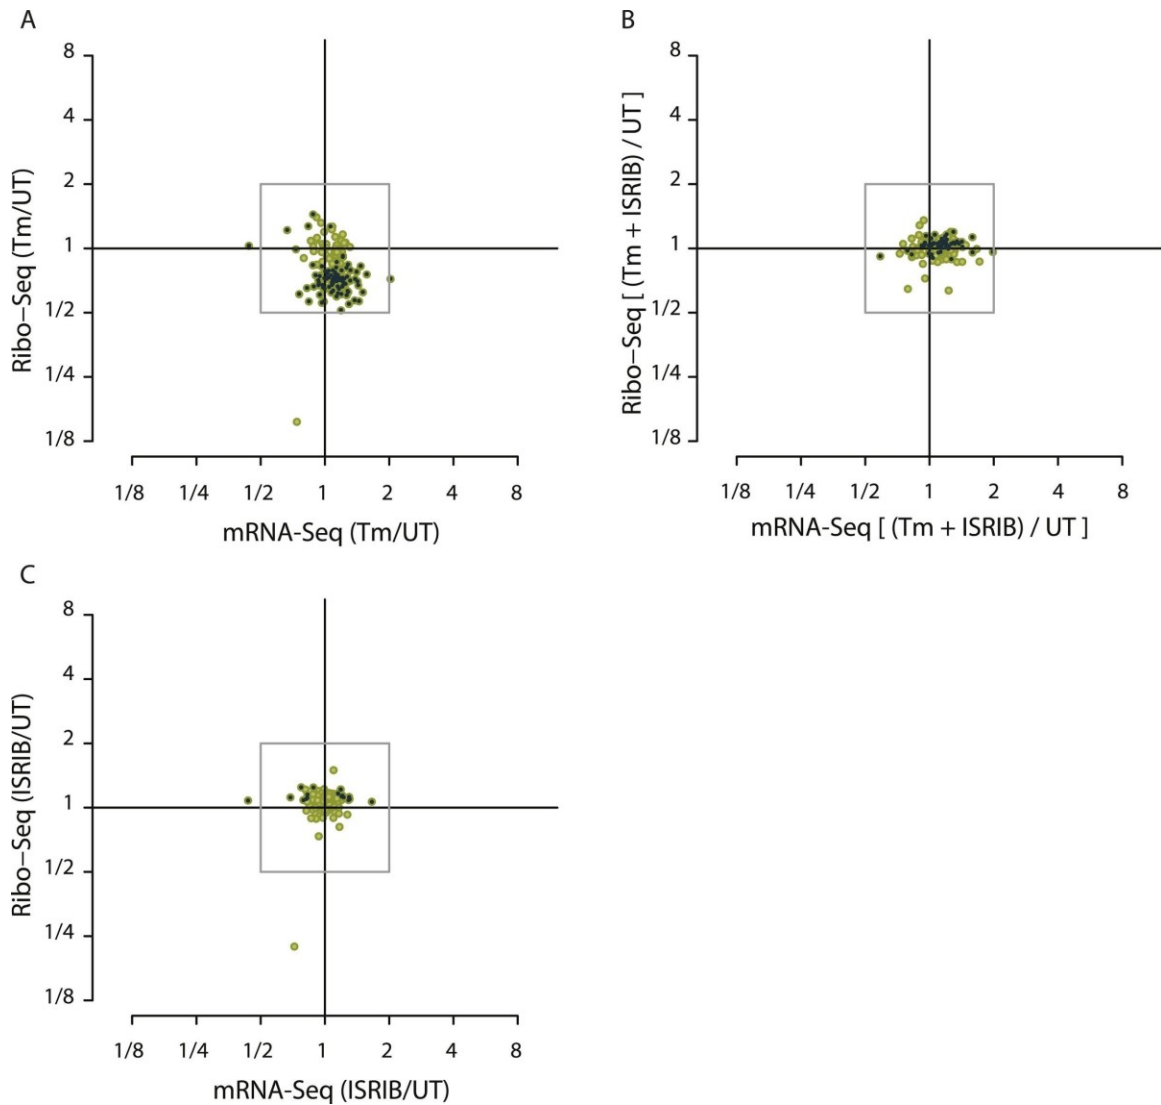 A
8
4
2
1
1/2
1/4
1/8
Ribo–Seq (Tm/UT)
1/8 1/4 1/2 1 2 4 8
mRNA-Seq (Tm/UT)
B
8
4
2
1
1/2
1/4
1/8
Ribo–Seq [ (Tm + ISRIB) / UT ]
1/8 1/4 1/2 1 2 4 8
mRNA-Seq [ (Tm + ISRIB) / UT ]
C
8
4
2
1
1/2
1/4
1/8
Ribo–Seq (ISRIB/UT)
1/8 1/4 1/2 1 2 4 8
mRNA-Seq (ISRIB/UT)